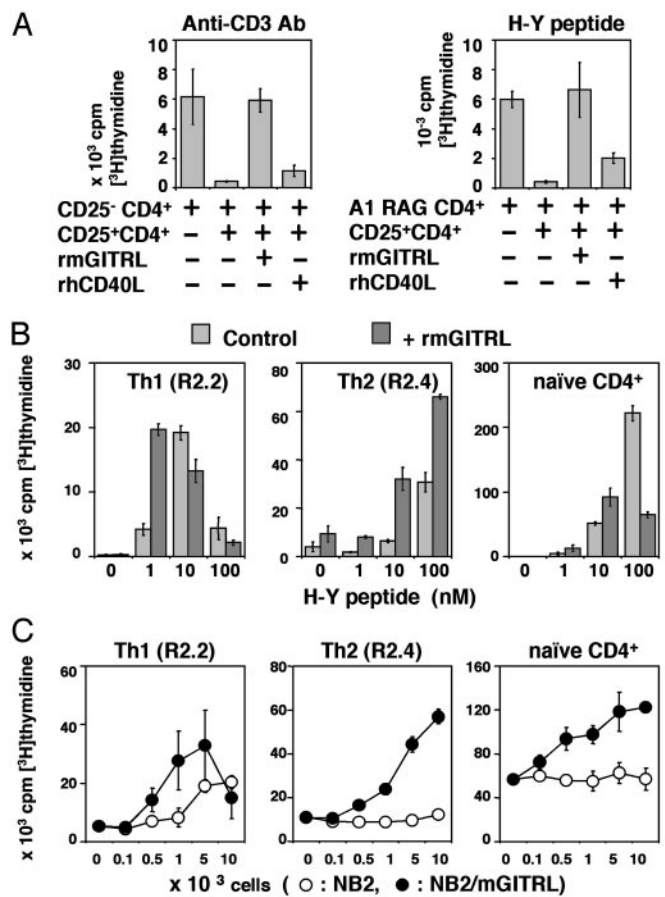 A
Anti-CD3 Ab
H-Y peptide
x 10³ cpm
[³H]thymidine
10
8
6
4
2
0
10⁻³ cpm
[³H]thymidine
10
8
6
4
2
0
CD25⁻ CD4⁺ + + + +
CD25⁺CD4⁺ − + + +
rmGITRL − − + −
rhCD40L − − − +
A1 RAG CD4⁺ + + + +
CD25⁺CD4⁺ − + + +
rmGITRL − − + −
rhCD40L − − − +
B
Control
+ rmGITRL
x 10³ cpm [³H]thymidine
Th1 (R2.2)
30
20
10
0
0 1 10 100
Th2 (R2.4)
80
60
40
20
0
0 1 10 100
naïve CD4⁺
300
200
100
0
0 1 10 100
H-Y peptide (nM)
C
x 10³ cpm [³H]thymidine
Th1 (R2.2)
60
40
20
0
0 0.1 0.5 1 5 10
Th2 (R2.4)
80
60
40
20
0
0 0.1 0.5 1 5 10
naïve CD4⁺
160
120
80
40
0
0 0.1 0.5 1 5 10
x 10³ cells ( ○ : NB2, ● : NB2/mGITRL)